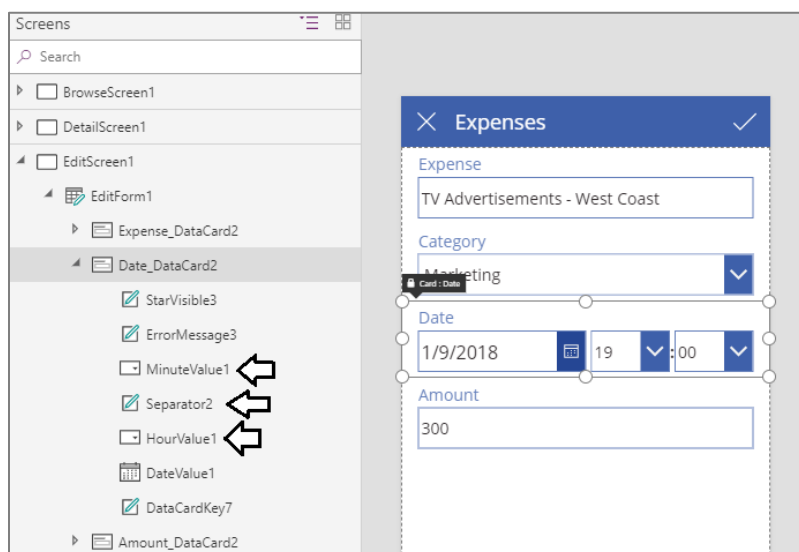 Screens
Search
BrowseScreen1
DetailScreen1
EditScreen1
EditForm1
Expense_DataCard2
Date_DataCard2
StarVisible3
ErrorMessage3
MinuteValue1
Separator2
HourValue1
DateValue1
DataCardKey7
Amount_DataCard2
Expenses
Expense
TV Advertisements - West Coast
Category
Marketing
Card : Date
Date
1/9/2018 19 : 00
Amount
300